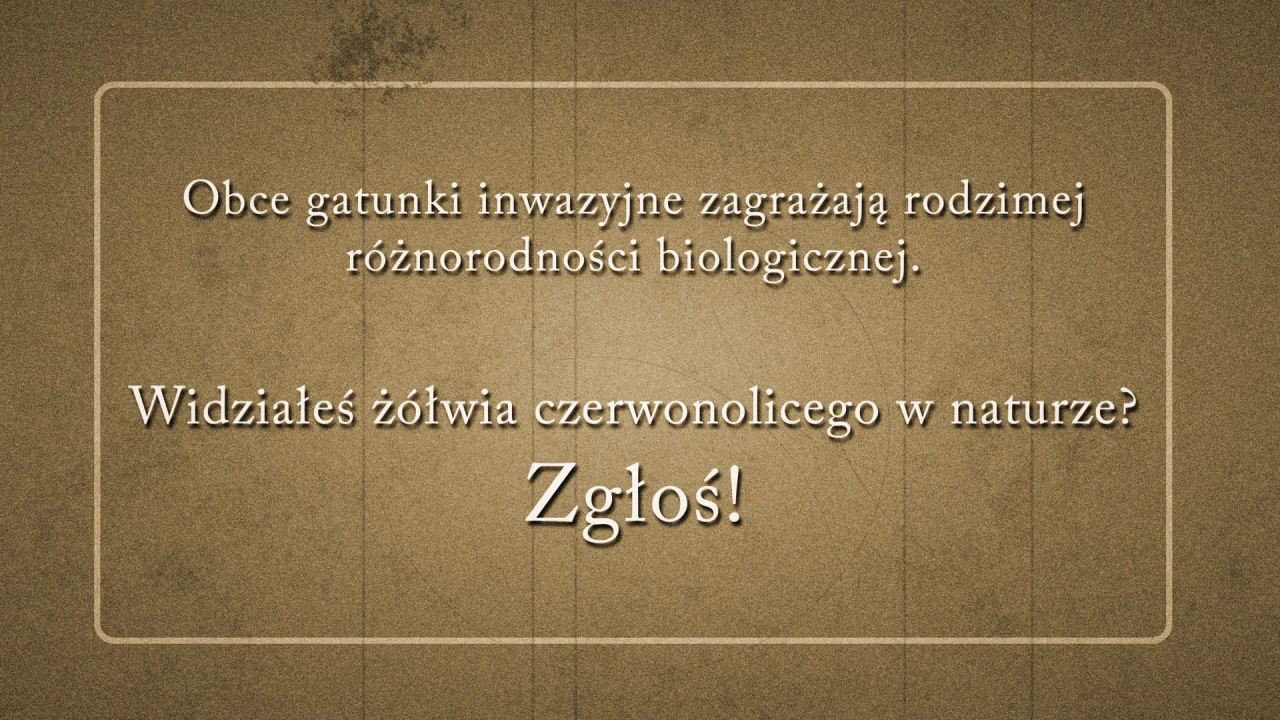 Obce gatunki inwazyjne zagrażają rodzimej
różnorodności biologicznej.
Widziałeś żółwia czerwonolicego w naturze?
Zgłoś!